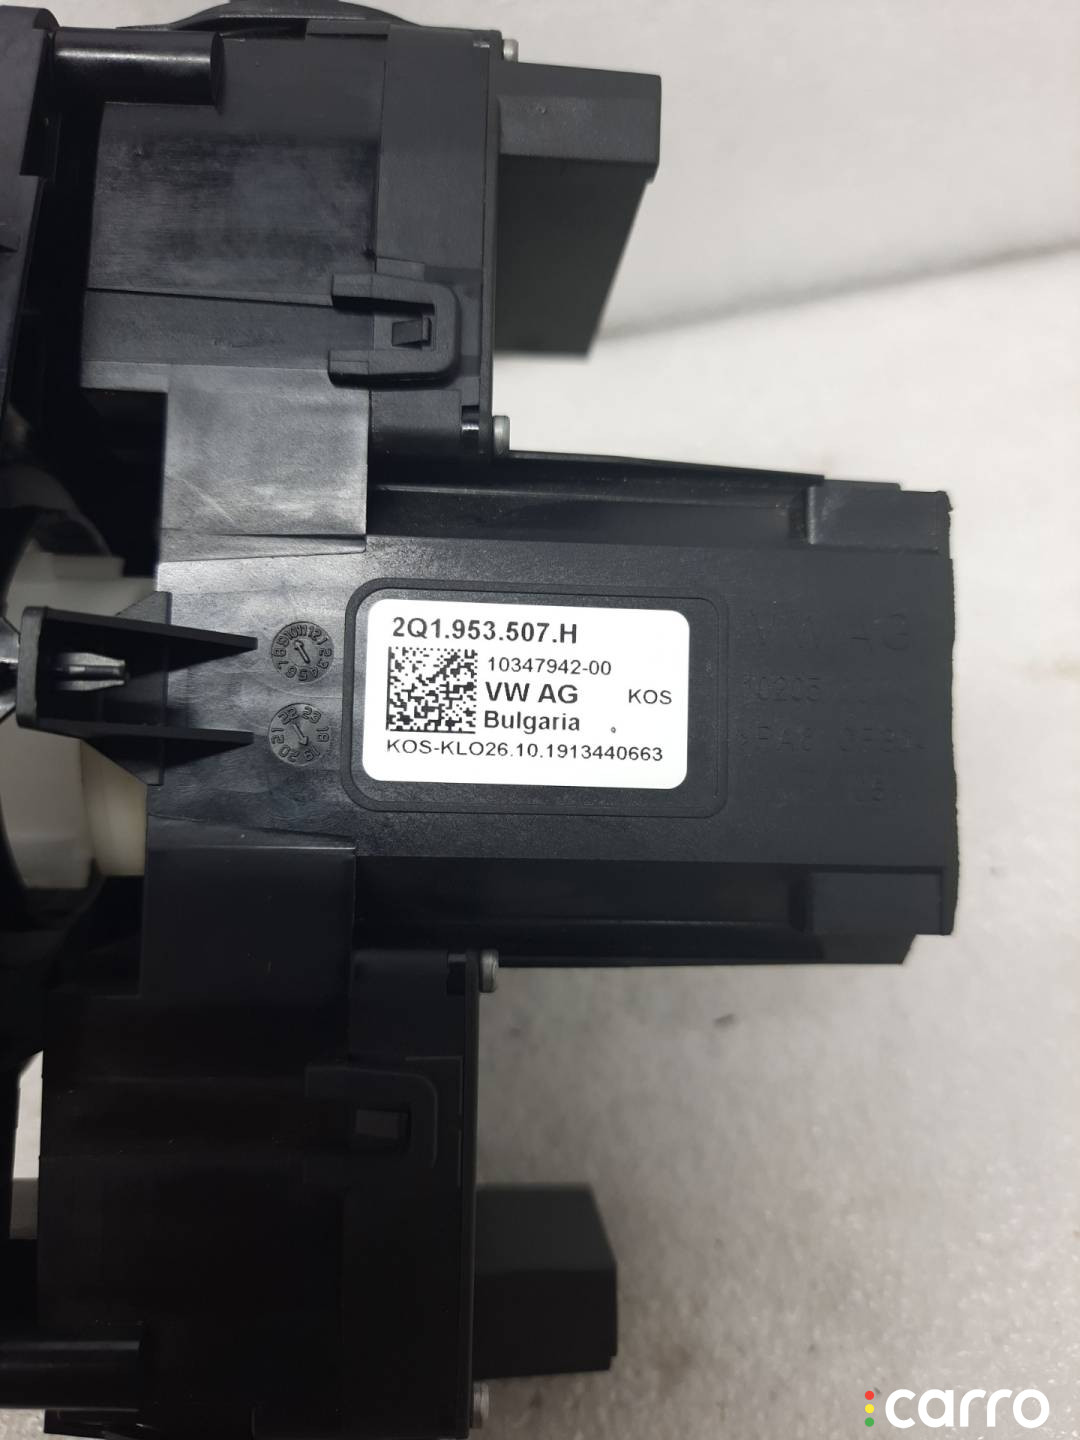 2Q1.953.507.H
10347942-00
VW AG KOS
Bulgaria
KOS-KLO26.10.1913440663
carro